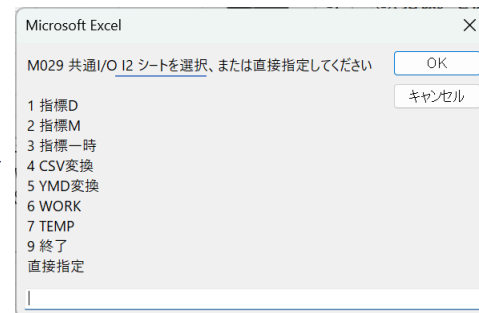 Microsoft Excel
M029 共通I/O I2 シートを選択、または直接指定してください
OK
キャンセル
1 指標D
2 指標M
3 指標一時
4 CSV変換
5 YMD変換
6 WORK
7 TEMP
9 終了
直接指定